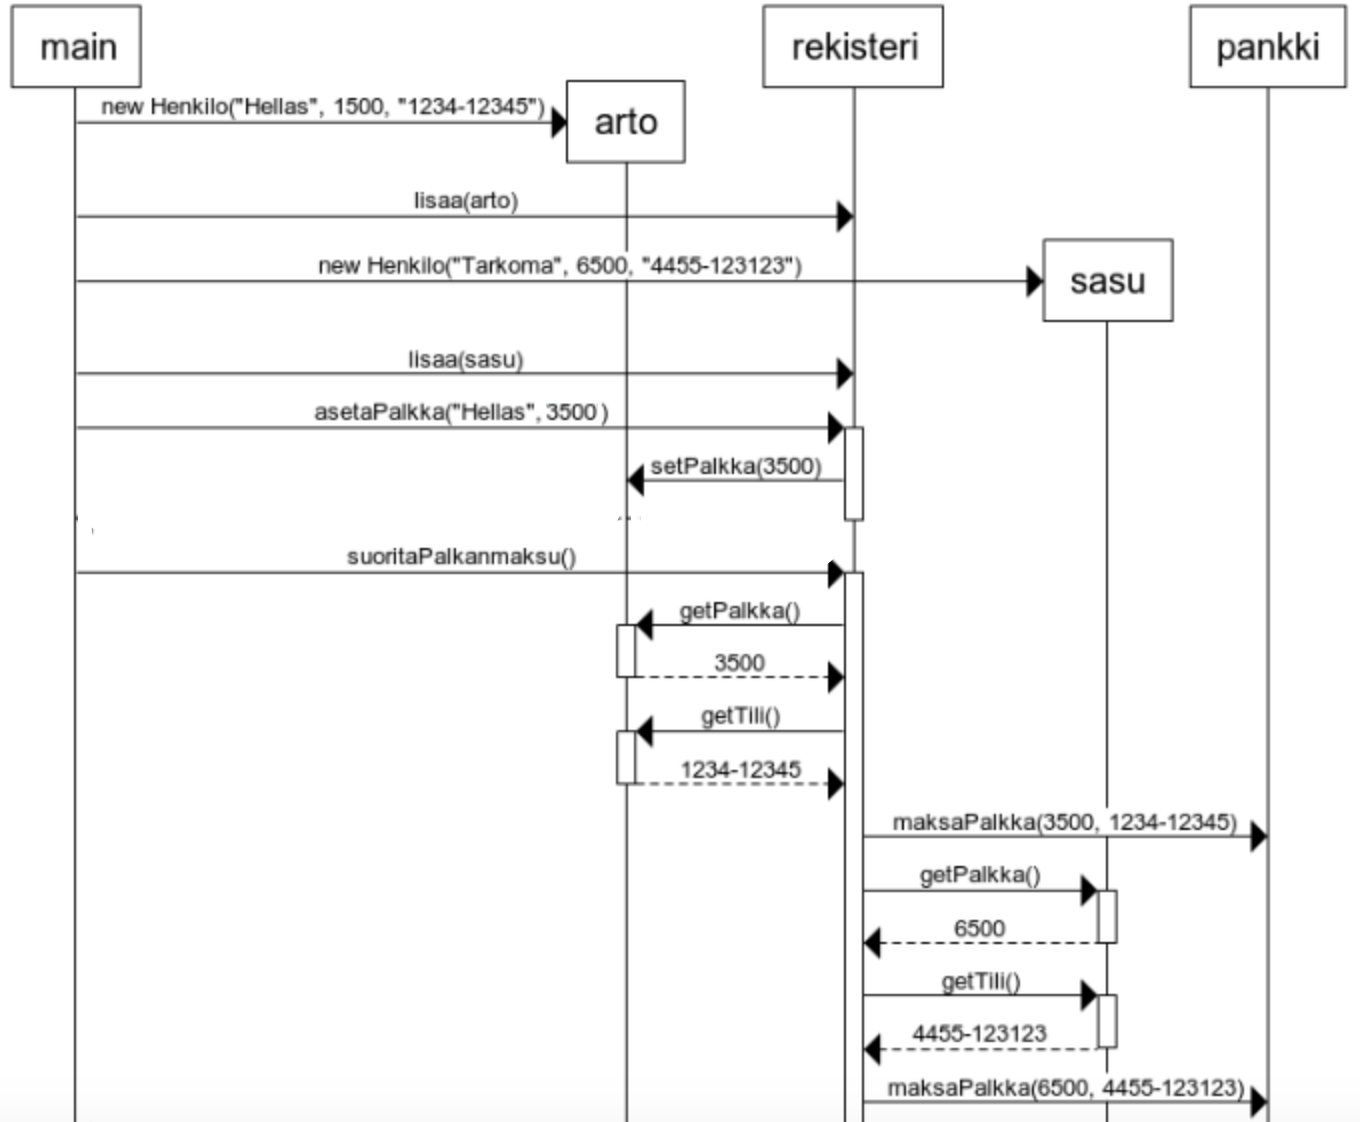 main
rekisteri
pankki
new Henkilo("Hellas", 1500, "1234-12345")
arto
lisaa(arto)
new Henkilo("Tarkoma", 6500, "4455-123123")
sasu
lisaa(sasu)
asetaPalkka("Hellas", 3500 )
setPalkka(3500)
suoritaPalkanmaksu()
getPalkka()
3500
getTili()
1234-12345
maksaPalkka(3500, 1234-12345)
getPalkka()
6500
getTili()
4455-123123
maksaPalkka(6500, 4455-123123)